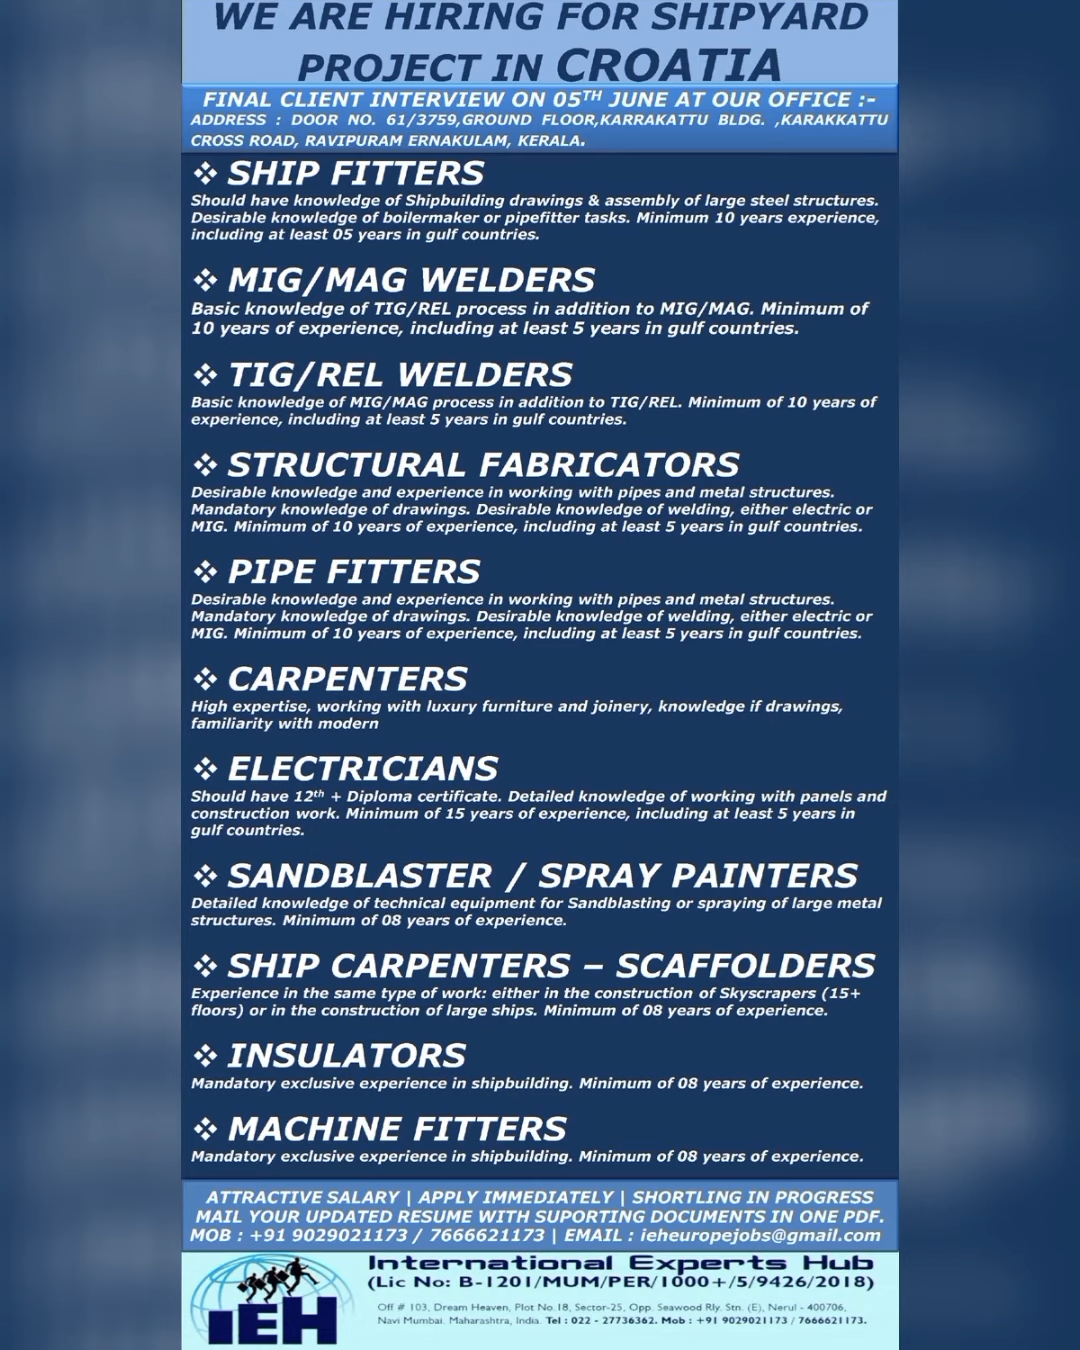 WE ARE HIRING FOR SHIPYARD
PROJECT IN CROATIA
FINAL CLIENT INTERVIEW ON 05TH JUNE AT OUR OFFICE :-
ADDRESS : DOOR NO. 61/3759,GROUND FLOOR,KARRAKATTU BLDG. ,KARAKKATTU
CROSS ROAD, RAVIPURAM ERNAKULAM, KERALA.
❖ SHIP FITTERS
Should have knowledge of Shipbuilding drawings & assembly of large steel structures.
Desirable knowledge of boilermaker or pipefitter tasks. Minimum 10 years experience,
including at least 05 years in gulf countries.
❖ MIG/MAG WELDERS
Basic knowledge of TIG/REL process in addition to MIG/MAG. Minimum of
10 years of experience, including at least 5 years in gulf countries.
❖ TIG/REL WELDERS
Basic knowledge of MIG/MAG process in addition to TIG/REL. Minimum of 10 years of
experience, including at least 5 years in gulf countries.
❖ STRUCTURAL FABRICATORS
Desirable knowledge and experience in working with pipes and metal structures.
Mandatory knowledge of drawings. Desirable knowledge of welding, either electric or
MIG. Minimum of 10 years of experience, including at least 5 years in gulf countries.
❖ PIPE FITTERS
Desirable knowledge and experience in working with pipes and metal structures.
Mandatory knowledge of drawings. Desirable knowledge of welding, either electric or
MIG. Minimum of 10 years of experience, including at least 5 years in gulf countries.
❖ CARPENTERS
High expertise, working with luxury furniture and joinery, knowledge if drawings,
familiarity with modern
❖ ELECTRICIANS
Should have 12th + Diploma certificate. Detailed knowledge of working with panels and
construction work. Minimum of 15 years of experience, including at least 5 years in
gulf countries.
❖ SANDBLASTER / SPRAY PAINTERS
Detailed knowledge of technical equipment for Sandblasting or spraying of large metal
structures. Minimum of 08 years of experience.
❖ SHIP CARPENTERS – SCAFFOLDERS
Experience in the same type of work: either in the construction of Skyscrapers (15+
floors) or in the construction of large ships. Minimum of 08 years of experience.
❖ INSULATORS
Mandatory exclusive experience in shipbuilding. Minimum of 08 years of experience.
❖ MACHINE FITTERS
Mandatory exclusive experience in shipbuilding. Minimum of 08 years of experience.
ATTRACTIVE SALARY | APPLY IMMEDIATELY | SHORTLING IN PROGRESS
MAIL YOUR UPDATED RESUME WITH SUPORTING DOCUMENTS IN ONE PDF.
MOB : +91 9029021173 / 7666621173 | EMAIL : ieheuropejobs@gmail.com
International Experts Hub
(Lic No: B-1201/MUM/PER/1000+/5/9426/2018)
Off # 103, Dream Heaven, Plot No.18, Sector-25, Opp. Seawood Rly. Stn. (E), Nerul - 400706,
Navi Mumbai. Maharashtra, India. Tel : 022 - 27736362. Mob : +91 9029021173 / 7666621173.
IEH